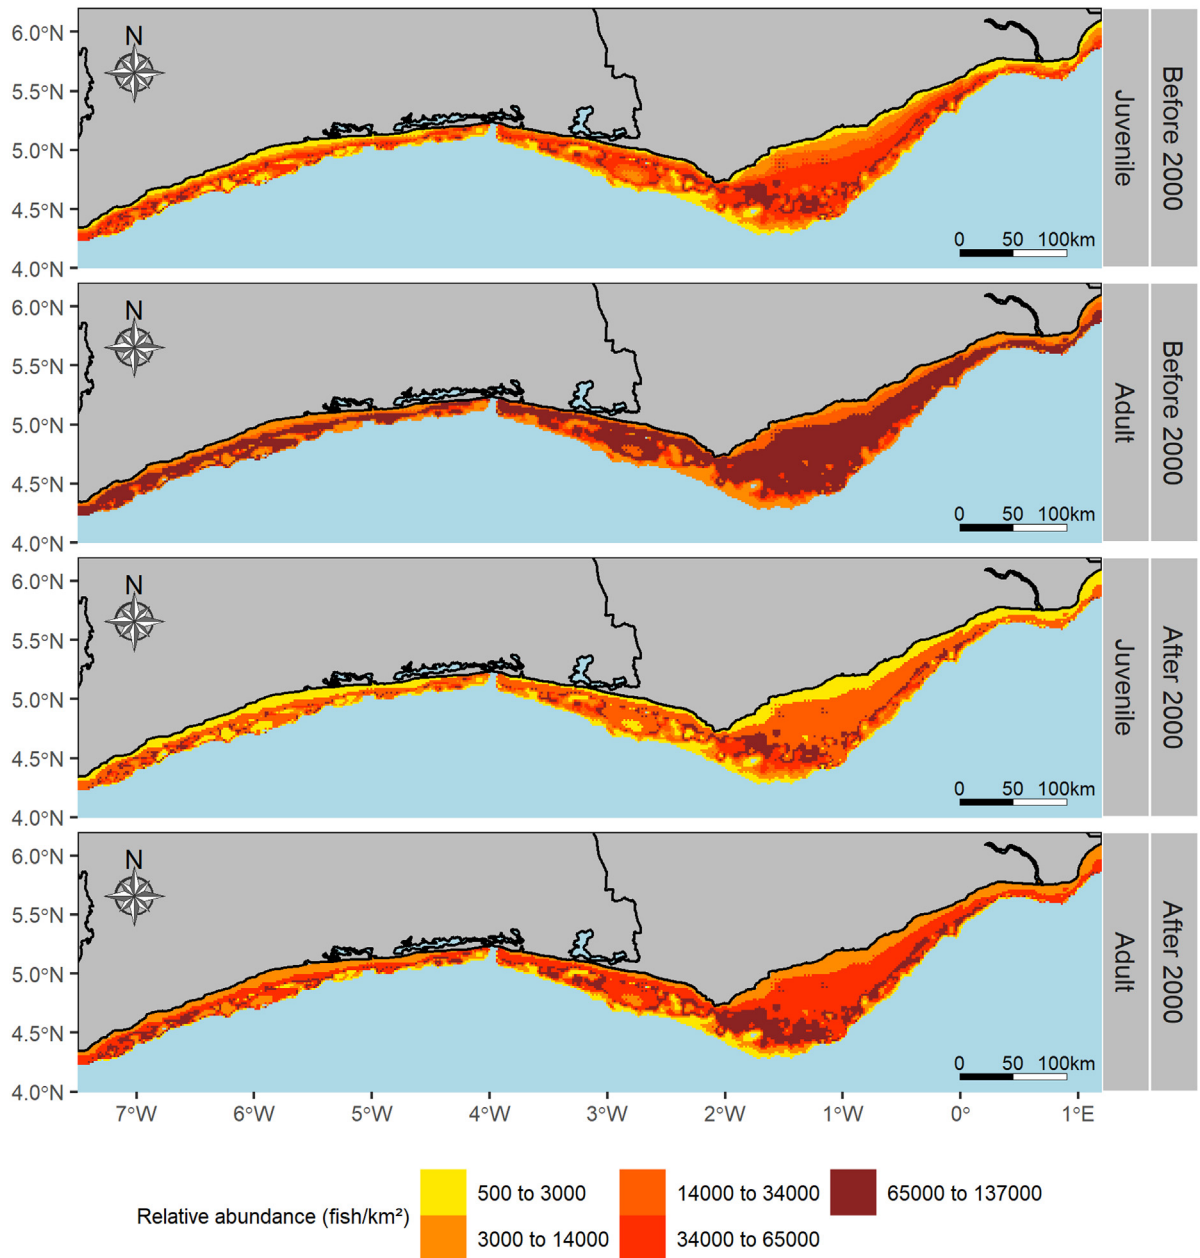 N
6.0°N
5.5°N
5.0°N
4.5°N
4.0°N
0 50 100km
Juvenile
Before 2000
N
6.0°N
5.5°N
5.0°N
4.5°N
4.0°N
0 50 100km
Adult
Before 2000
N
6.0°N
5.5°N
5.0°N
4.5°N
4.0°N
0 50 100km
Juvenile
After 2000
N
6.0°N
5.5°N
5.0°N
4.5°N
4.0°N
0 50 100km
Adult
After 2000
7°W 6°W 5°W 4°W 3°W 2°W 1°W 0° 1°E
Relative abundance (fish/km²)
500 to 3000
3000 to 14000
14000 to 34000
34000 to 65000
65000 to 137000